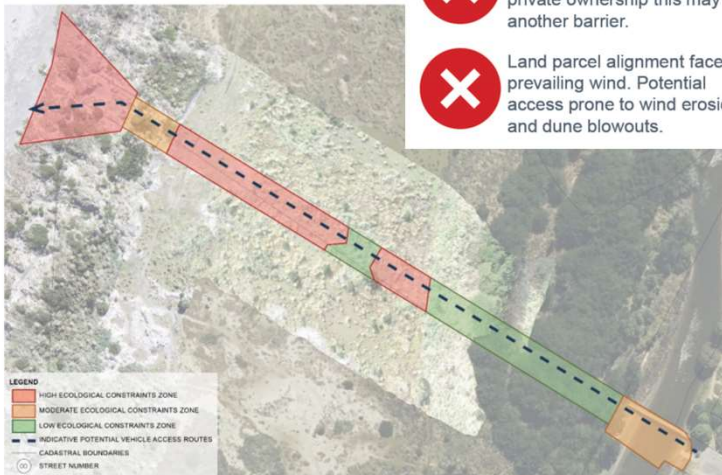 private ownership this may
another barrier.
Land parcel alignment face
prevailing wind. Potential
access prone to wind erosi
and dune blowouts.
LEGEND
HIGH ECOLOGICAL CONSTRAINTS ZONE
MODERATE ECOLOGICAL CONSTRAINTS ZONE
LOW ECOLOGICAL CONSTRAINTS ZONE
INDICATIVE POTENTIAL VEHICLE ACCESS ROUTES
CADASTRAL BOUNDARIES
00 STREET NUMBER